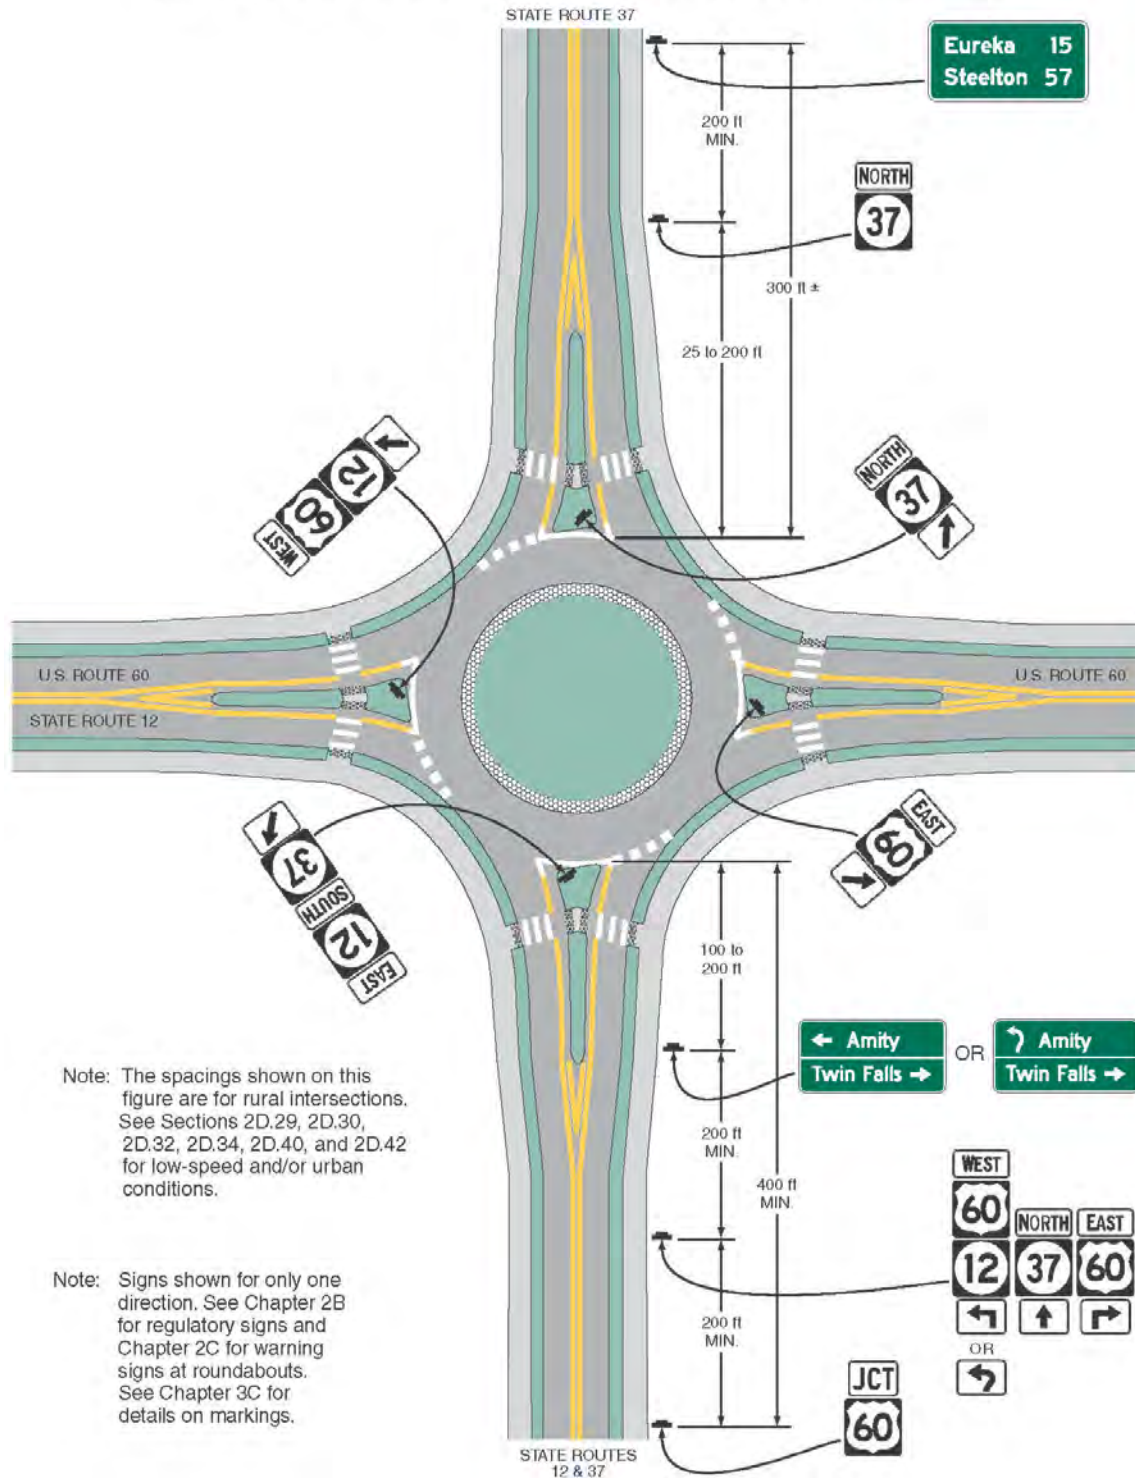 STATE ROUTE 37
Eureka 15
Steelton 57
200 ft
MIN.
NORTH
37
300 ft ±
25 to 200 ft
12
60
WEST
NORTH
37
U.S. ROUTE 60
STATE ROUTE 12
U.S. ROUTE 60
37
SOUTH
12
EAST
EAST
60
100 to
200 ft
← Amity
Twin Falls →
OR
Amity
Twin Falls →
200 ft
MIN.
400 ft
MIN.
WEST
60
NORTH
EAST
12
37
60
OR
200 ft
MIN.
JCT
60
STATE ROUTES
12 & 37
Note: The spacings shown on this
figure are for rural intersections.
See Sections 2D.29, 2D.30,
2D.32, 2D.34, 2D.40, and 2D.42
for low-speed and/or urban
conditions.
Note: Signs shown for only one
direction. See Chapter 2B
for regulatory signs and
Chapter 2C for warning
signs at roundabouts.
See Chapter 3C for
details on markings.